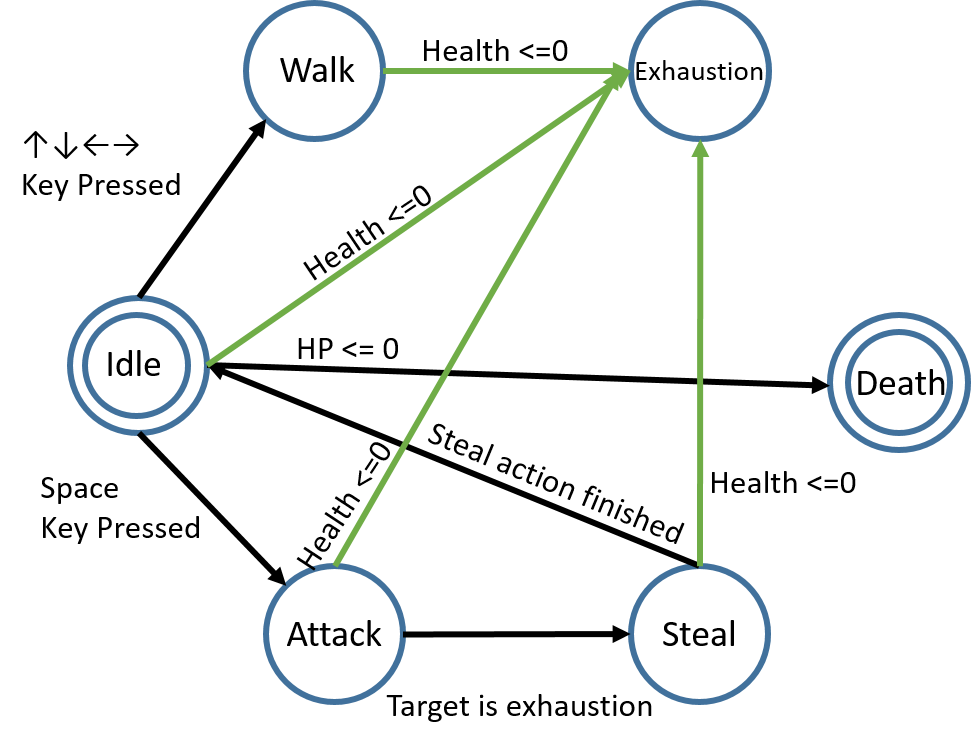 Walk
Health <=0
Exhaustion
↑↓←→
Key Pressed
Health <=0
Idle
HP <= 0
Death
Steal action finished
Health <=0
Health <=0
Space
Key Pressed
Attack
Steal
Target is exhaustion